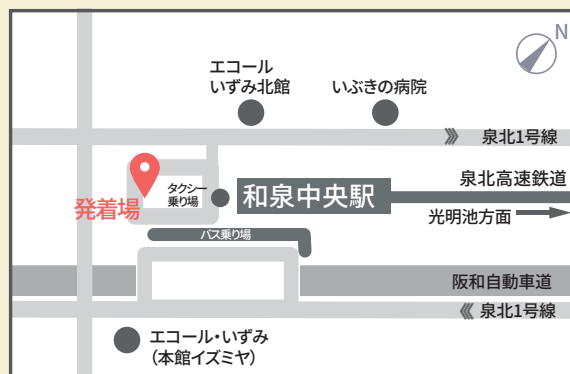 N
エコール
いずみ北館
いぶきの病院
泉北1号線
タクシー
乗り場
和泉中央駅
泉北高速鉄道
発着場
光明池方面
バス乗り場
阪和自動車道
泉北1号線
エコール・いずみ
（本館イズミヤ）